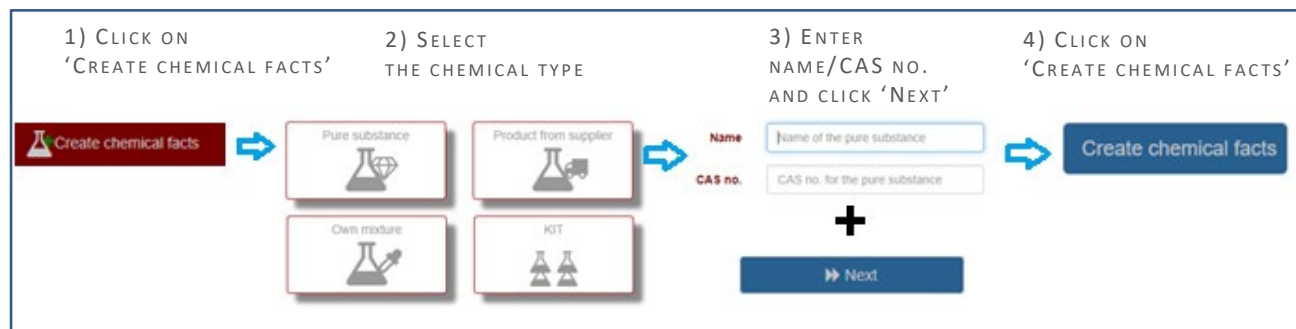 1) CLICK ON
'CREATE CHEMICAL FACTS'
2) SELECT
THE CHEMICAL TYPE
3) ENTER
NAME/CAS NO.
AND CLICK 'NEXT'
4) CLICK ON
'CREATE CHEMICAL FACTS'
Create chemical facts
Pure substance
Product from supplier
Own mixture
KIT
Name
Name of the pure substance
CAS no.
CAS no. for the pure substance
Next
Create chemical facts